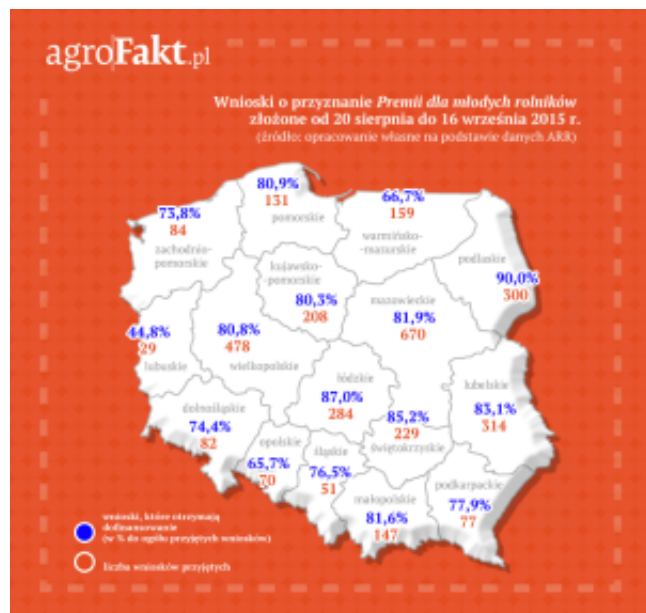 agroFakt.pl
Wnioski o przyznanie Premii dla młodych rolników
złożone od 20 sierpnia do 16 września 2015 r.
(źródło: opracowanie własne na podstawie danych ARR)
80,9%
131
pomorskie
66,7%
159
warmińsko-
-mazurskie
73,8%
84
zachodnio-
pomorskie
podlaskie
90,0%
300
kujawsko-
-pomorskie
80,3%
208
mazowieckie
81,9%
670
44,8%
29
lubuskie
80,8%
478
wielkopolskie
łódzkie
87,0%
284
lubelskie
83,1%
314
dolnośląskie
74,4%
82
opolskie
65,7%
70
śląskie
76,5%
51
85,2%
229
świętokrzyskie
małopolskie
81,6%
147
podkarpackie
77,9%
77
wnioski, które otrzymają
dofinansowanie
(w % do ogółu przyjętych wniosków)
liczba wniosków przyjętych